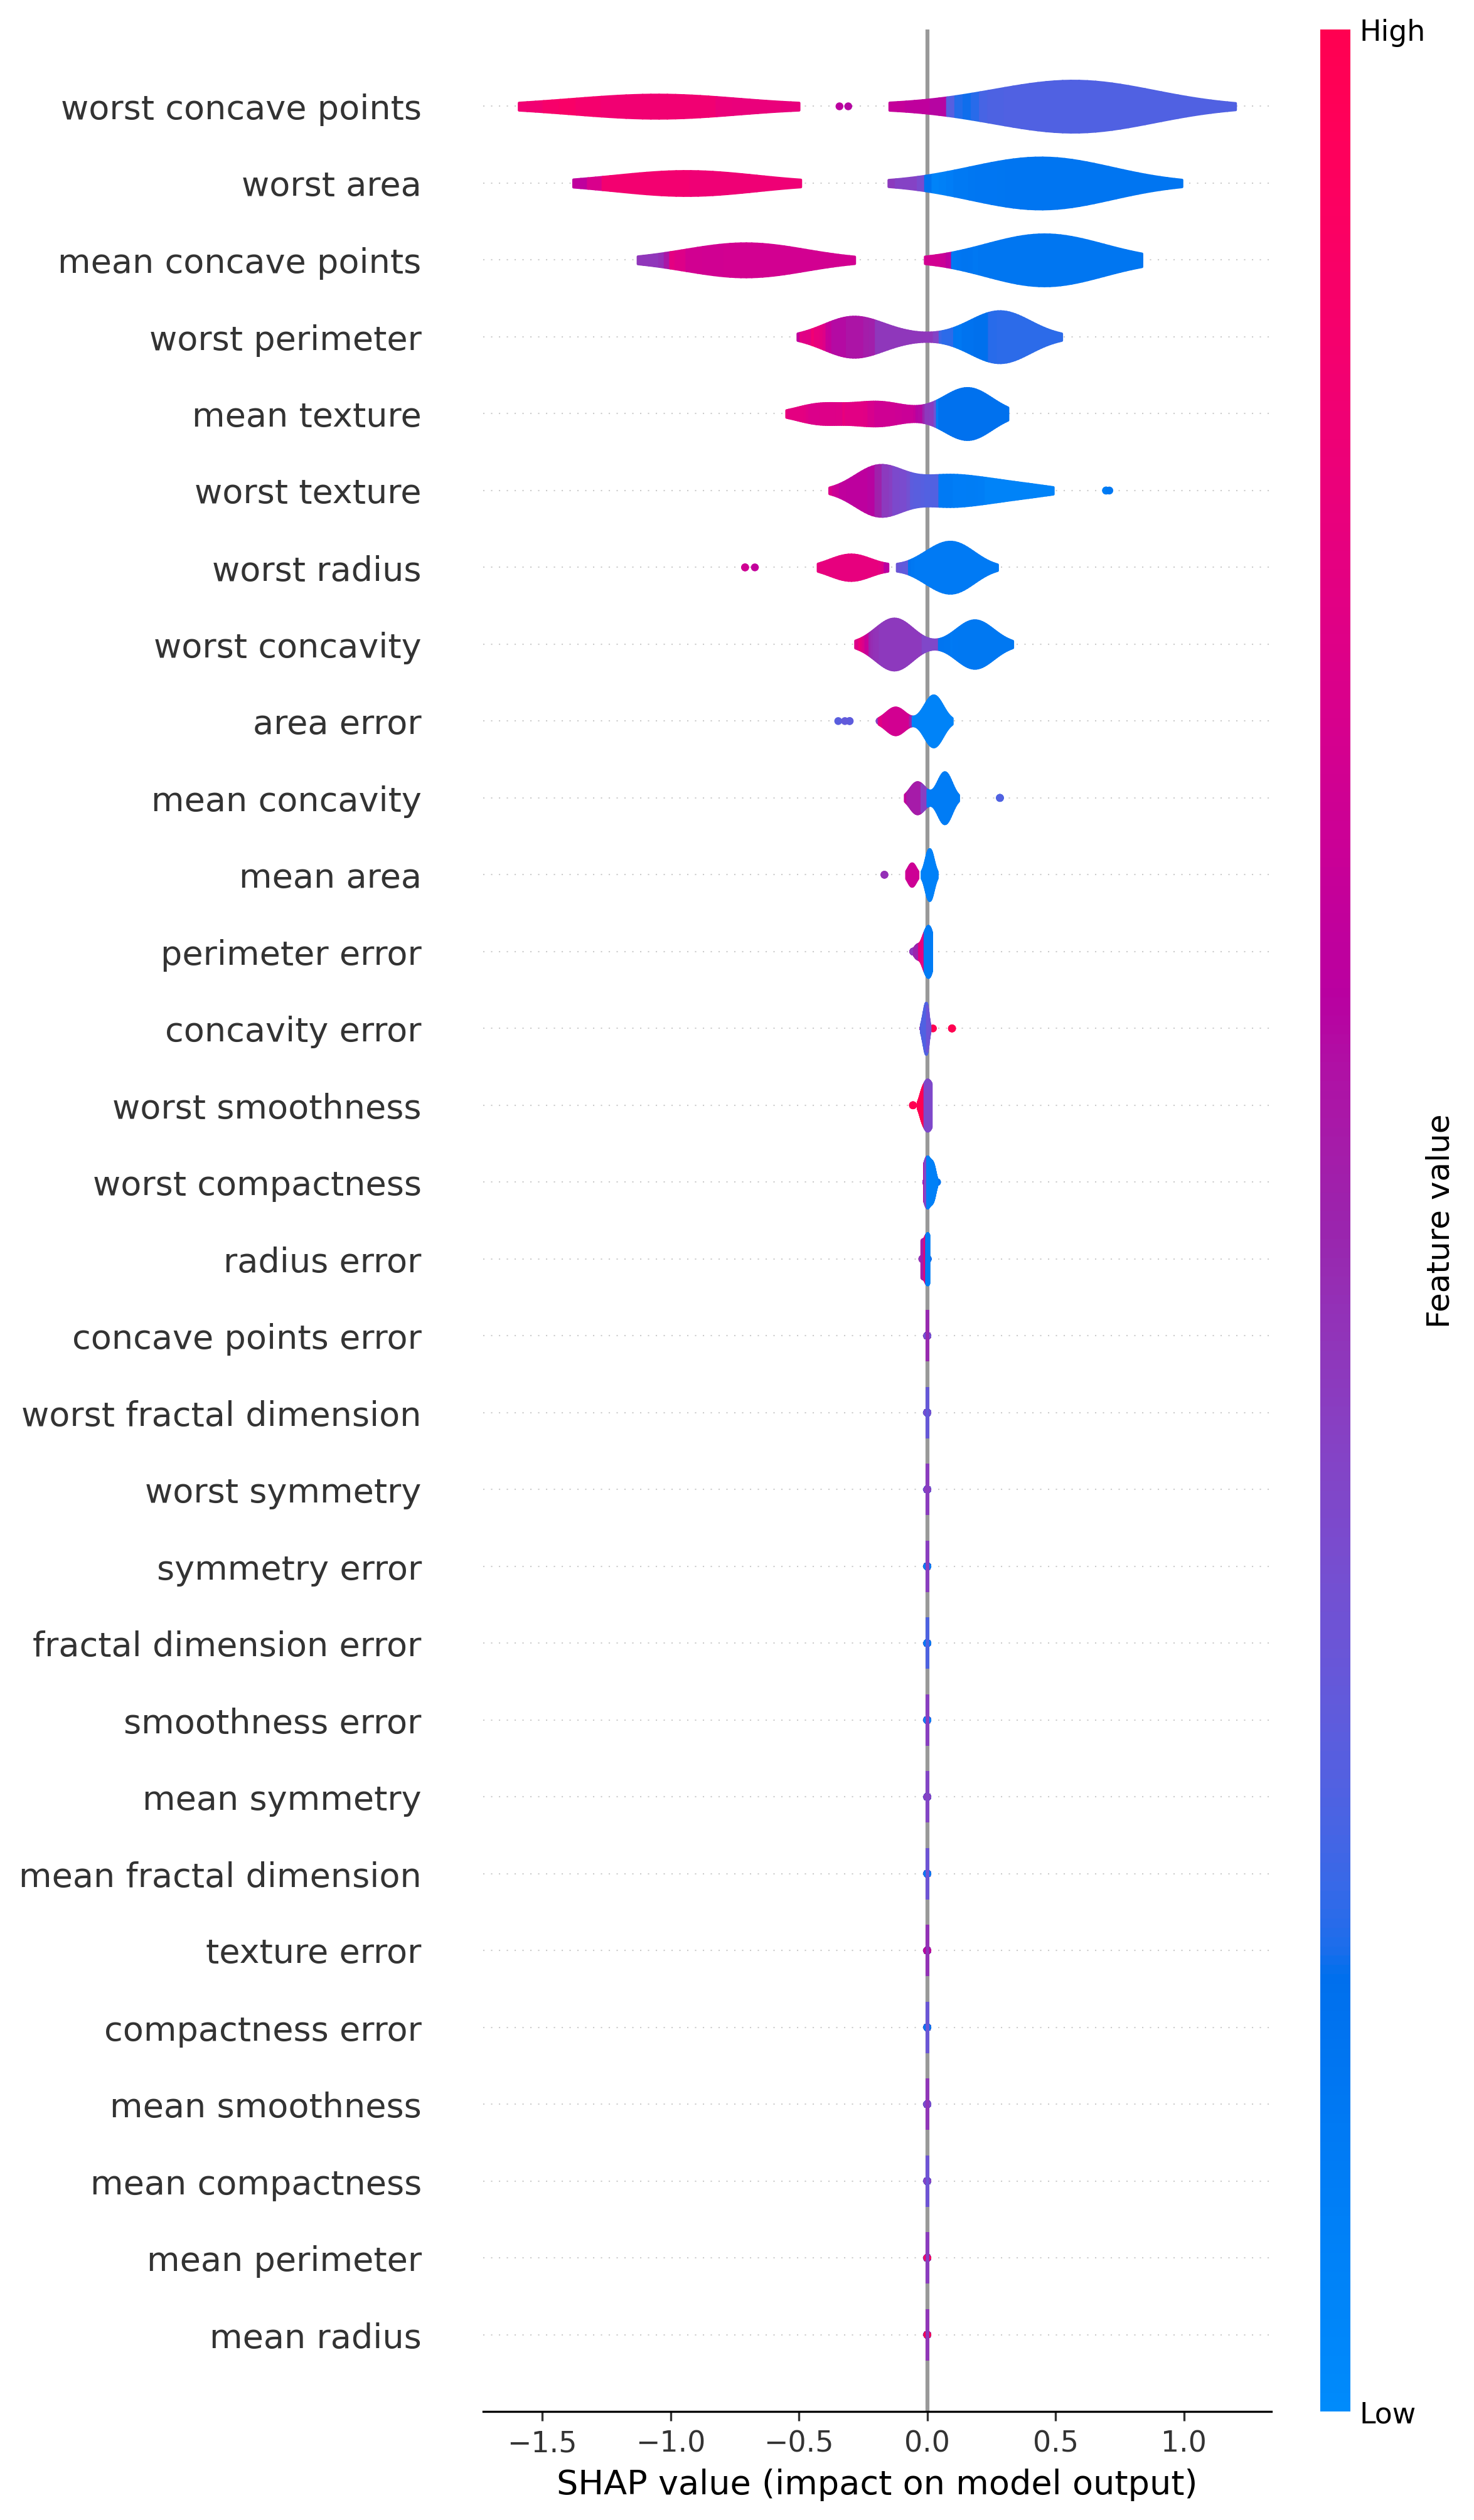 High
worst concave points
worst area
mean concave points
worst perimeter
mean texture
worst texture
worst radius
worst concavity
area error
mean concavity
mean area
perimeter error
concavity error
worst smoothness
worst compactness
radius error
concave points error
worst fractal dimension
worst symmetry
symmetry error
fractal dimension error
smoothness error
mean symmetry
mean fractal dimension
texture error
compactness error
mean smoothness
mean compactness
mean perimeter
mean radius
Feature value
Low
−1.5 −1.0 −0.5 0.0 0.5 1.0
SHAP value (impact on model output)